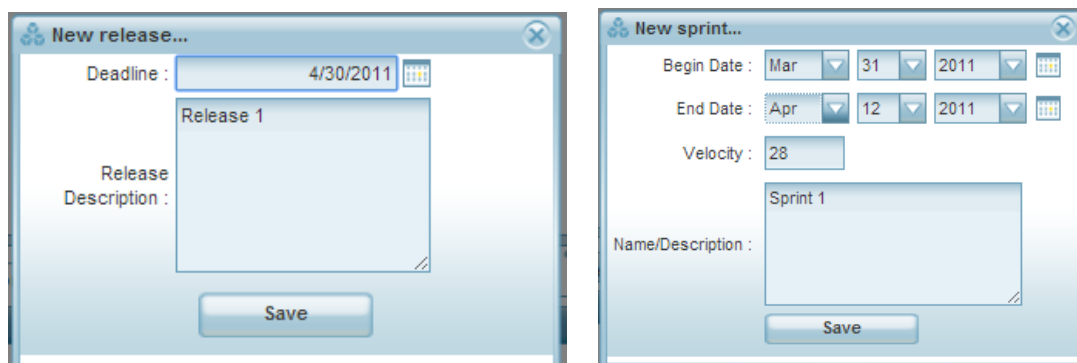 New release...
Deadline : 4/30/2011
Release 1
Release
Description :
Save
New sprint...
Begin Date : Mar 31 2011
End Date : Apr 12 2011
Velocity : 28
Sprint 1
Name/Description :
Save